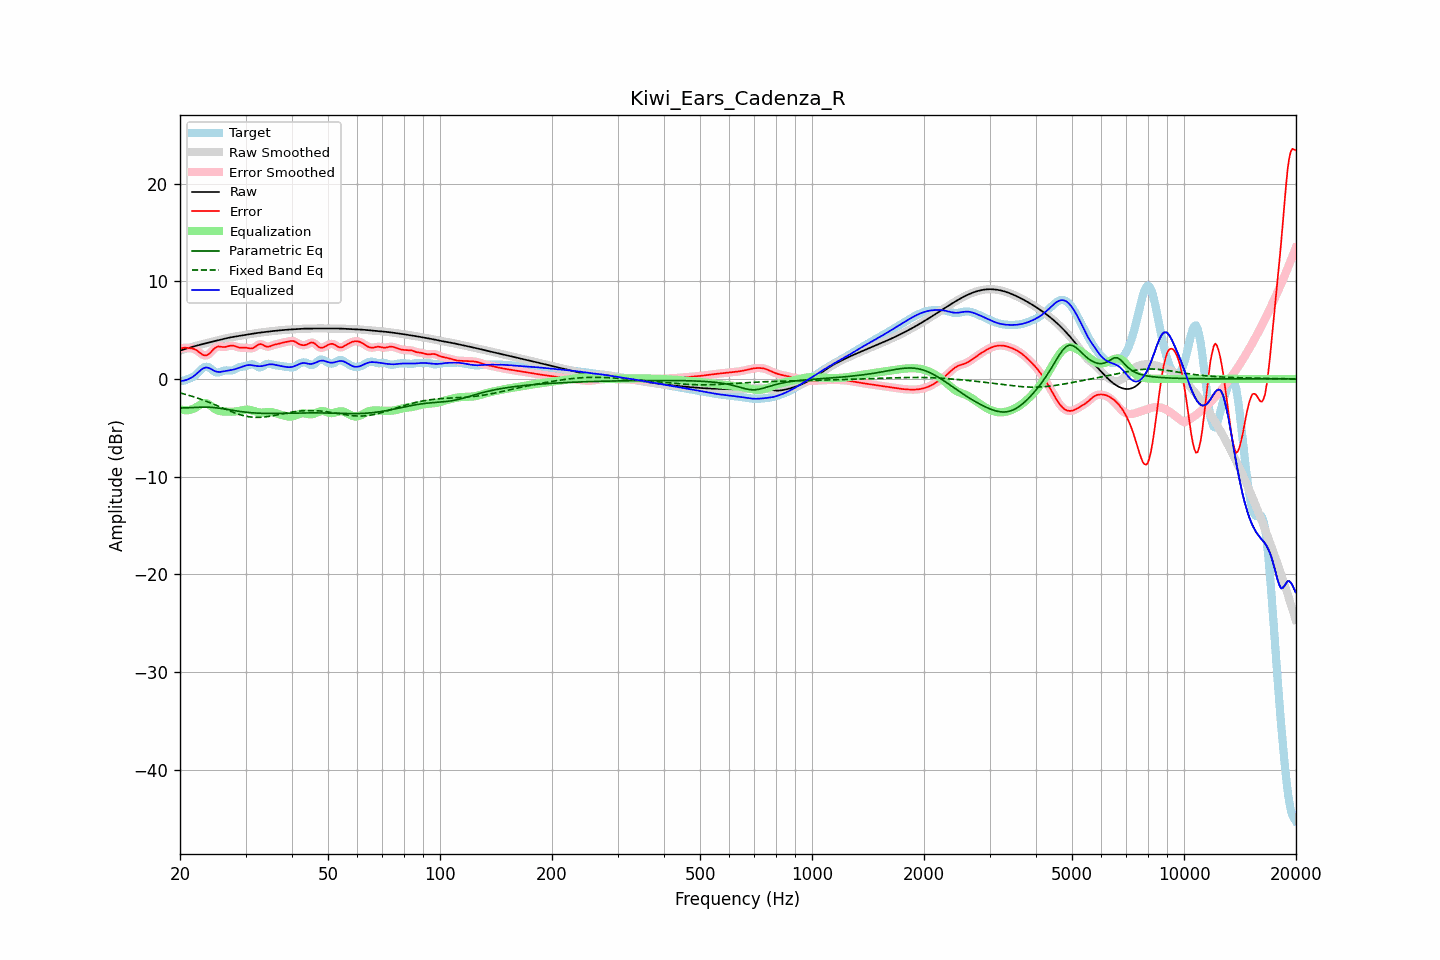 Kiwi_Ears_Cadenza_R
Target
Raw Smoothed
Error Smoothed
Raw
Error
Equalization
Parametric Eq
Fixed Band Eq
Equalized
20
10
0
−10
−20
−30
−40
Amplitude (dBr)
20 50 100 200 500 1000 2000 5000 10000 20000
Frequency (Hz)